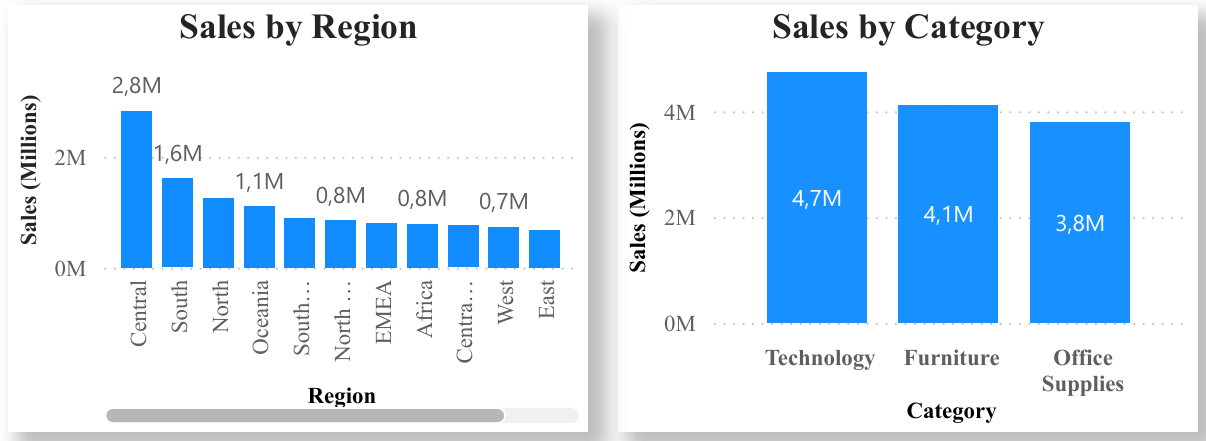 Sales by Region
Sales (Millions)
2,8M
1,6M
1,1M
0,8M
0,8M
0,7M
2M
0M
Central
South
North
Oceania
South…
North …
EMEA
Africa
Centra…
West
East
Region
Sales by Category
Sales (Millions)
4M
2M
0M
4,7M
4,1M
3,8M
Technology
Furniture
Office
Supplies
Category